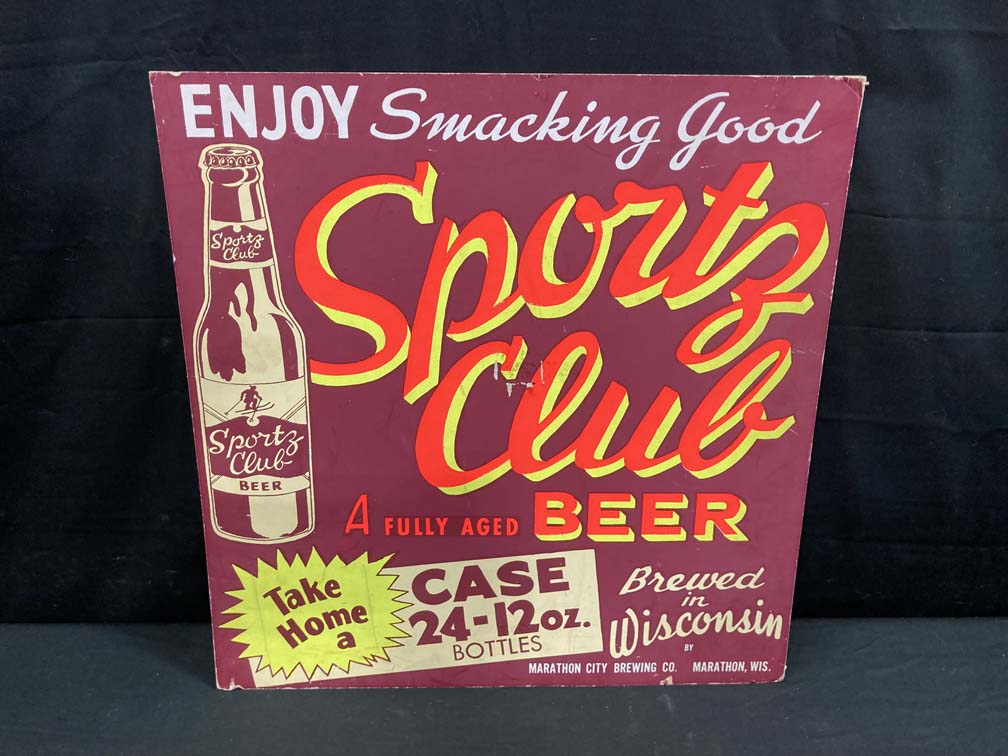 ENJOY Smacking Good
Sportz
Club
Sportz
Club
A FULLY AGED BEER
Sportz
Club
BEER
Take
Home
a
CASE
24-12oz.
BOTTLES
Brewed
in
Wisconsin
BY
MARATHON CITY BREWING CO. MARATHON, WIS.